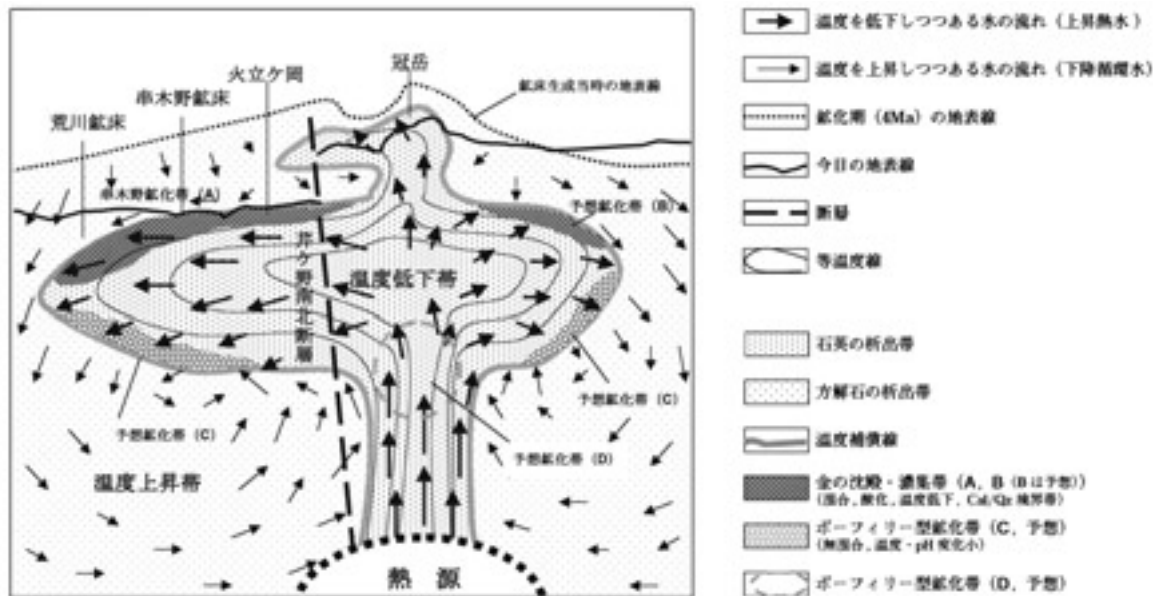 冠岳
火立ケ岡
鉱床生成当時の地表線
串木野鉱床
荒川鉱床
串木野鉱化帯（A）
予想鉱化帯（B）
芹ケ野南北断層
温度低下帯
予想鉱化帯（C）
予想鉱化帯（C）
予想鉱化帯（D）
温度上昇帯
熱 源
温度を低下しつつある水の流れ（上昇熱水）
温度を上昇しつつある水の流れ（下降循環水）
鉱化期（4Ma）の地表線
今日の地表線
断層
等温度線
石英の析出帯
方解石の析出帯
温度補償線
金の沈殿・濃集帯（A, B（Bは予想））
（混合, 酸化, 温度低下, Cal/Qz 境界帯）
ポーフィリー型鉱化帯（C, 予想）
（無混合, 温度・pH 変化小）
ポーフィリー型鉱化帯（D, 予想）